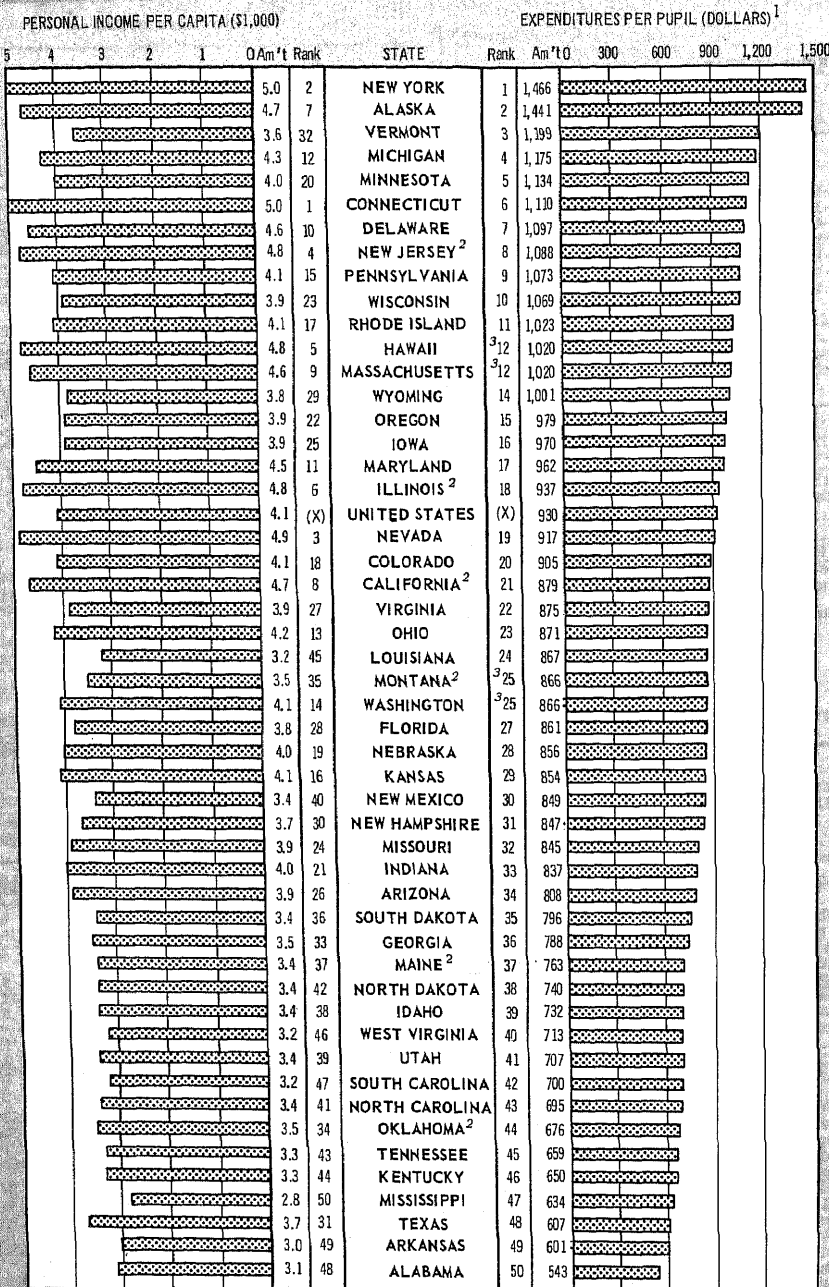 PERSONAL INCOME PER CAPITA ($1,000) EXPENDITURES PER PUPIL (DOLLARS)1
5 4 3 2 1 0 Am't Rank STATE Rank Am't 0 300 600 900 1,200 1,500
5.0 2 NEW YORK 1 1,466
4.7 7 ALASKA 2 1,441
3.6 32 VERMONT 3 1,199
4.3 12 MICHIGAN 4 1,175
4.0 20 MINNESOTA 5 1,134
5.0 1 CONNECTICUT 6 1,110
4.6 10 DELAWARE 7 1,097
4.8 4 NEW JERSEY2 8 1,088
4.1 15 PENNSYLVANIA 9 1,073
3.9 23 WISCONSIN 10 1,069
4.1 17 RHODE ISLAND 11 1,023
4.8 5 HAWAII 312 1,020
4.6 9 MASSACHUSETTS 312 1,020
3.8 29 WYOMING 14 1,001
3.9 22 OREGON 15 979
3.9 25 IOWA 16 970
4.5 11 MARYLAND 17 962
4.8 6 ILLINOIS2 18 937
4.1 (X) UNITED STATES (X) 930
4.9 3 NEVADA 19 917
4.1 18 COLORADO 20 905
4.7 8 CALIFORNIA2 21 879
3.9 27 VIRGINIA 22 875
4.2 13 OHIO 23 871
3.2 45 LOUISIANA 24 867
3.5 35 MONTANA2 325 866
4.1 14 WASHINGTON 325 866
3.8 28 FLORIDA 27 861
4.0 19 NEBRASKA 28 856
4.1 16 KANSAS 29 854
3.4 40 NEW MEXICO 30 849
3.7 30 NEW HAMPSHIRE 31 847
3.9 24 MISSOURI 32 845
4.0 21 INDIANA 33 837
3.9 26 ARIZONA 34 808
3.4 36 SOUTH DAKOTA 35 796
3.5 33 GEORGIA 36 788
3.4 37 MAINE2 37 763
3.4 42 NORTH DAKOTA 38 740
3.4 38 IDAHO 39 732
3.2 46 WEST VIRGINIA 40 713
3.4 39 UTAH 41 707
3.2 47 SOUTH CAROLINA 42 700
3.4 41 NORTH CAROLINA 43 695
3.5 34 OKLAHOMA2 44 676
3.3 43 TENNESSEE 45 659
3.3 44 KENTUCKY 46 650
2.8 50 MISSISSIPPI 47 634
3.7 31 TEXAS 48 607
3.0 49 ARKANSAS 49 601
3.1 48 ALABAMA 50 543